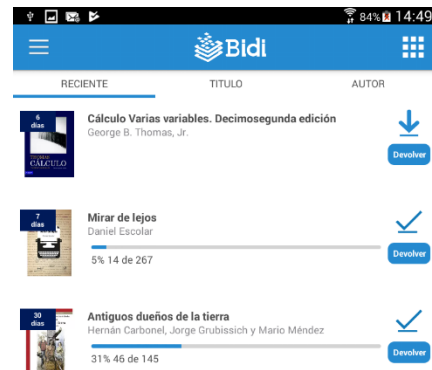 84% 14:49
Bidi
RECIENTE TITULO AUTOR
6
días
Cálculo Varias variables. Decimosegunda edición
George B. Thomas, Jr.
THOMAS
CÁLCULO
Devolver
7
días
Mirar de lejos
Daniel Escolar
5% 14 de 267
Devolver
30
días
Antiguos dueños de la tierra
Hernán Carbonel, Jorge Grubissich y Mario Méndez
31% 46 de 145
Devolver